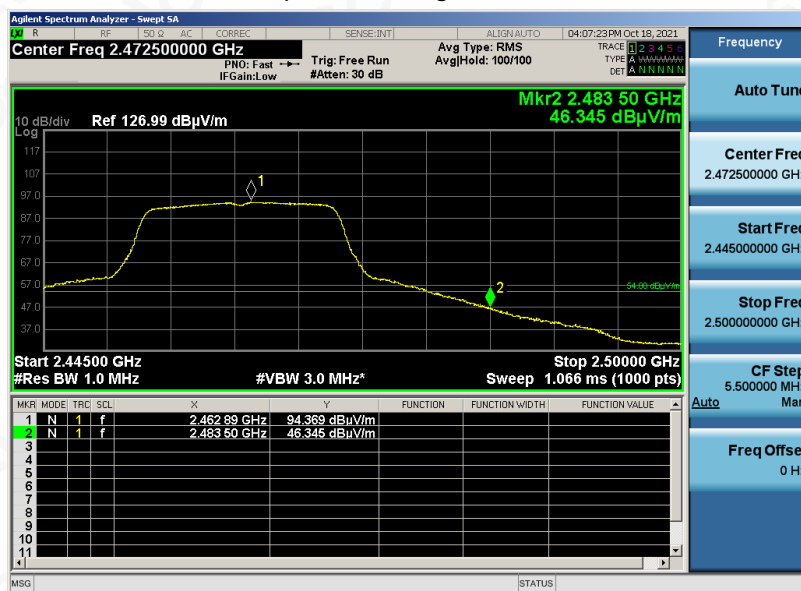 Agilent Spectrum Analyzer - Swept SA
LXI R RF 50 Ω AC CORREC SENSE:INT ALIGN AUTO 04:07:23 PM Oct 18, 2021
Center Freq 2.472500000 GHz
PNO: Fast
IFGain:Low
Trig: Free Run
#Atten: 30 dB
Avg Type: RMS
Avg|Hold: 100/100
TRACE 1 2 3 4 5 6
TYPE A WWWWW
DET A N N N N N
Mkr2 2.483 50 GHz
46.345 dBµV/m
10 dB/div Ref 126.99 dBµV/m
Log
117
107
97.0
87.0
77.0
67.0
57.0
47.0
37.0
1
2
54.00 dBµV/m
Start 2.44500 GHz Stop 2.50000 GHz
#Res BW 1.0 MHz #VBW 3.0 MHz* Sweep 1.066 ms (1000 pts)
MKR MODE TRC SCL X Y FUNCTION FUNCTION WIDTH FUNCTION VALUE
1 N 1 f 2.462 89 GHz 94.369 dBµV/m
2 N 1 f 2.483 50 GHz 46.345 dBµV/m
3
4
5
6
7
8
9
10
11
MSG STATUS
Frequency
Auto Tune
Center Freq
2.472500000 GH
Start Freq
2.445000000 GH
Stop Freq
2.500000000 GH
CF Step
5.500000 MH
Auto Man
Freq Offse
0 H